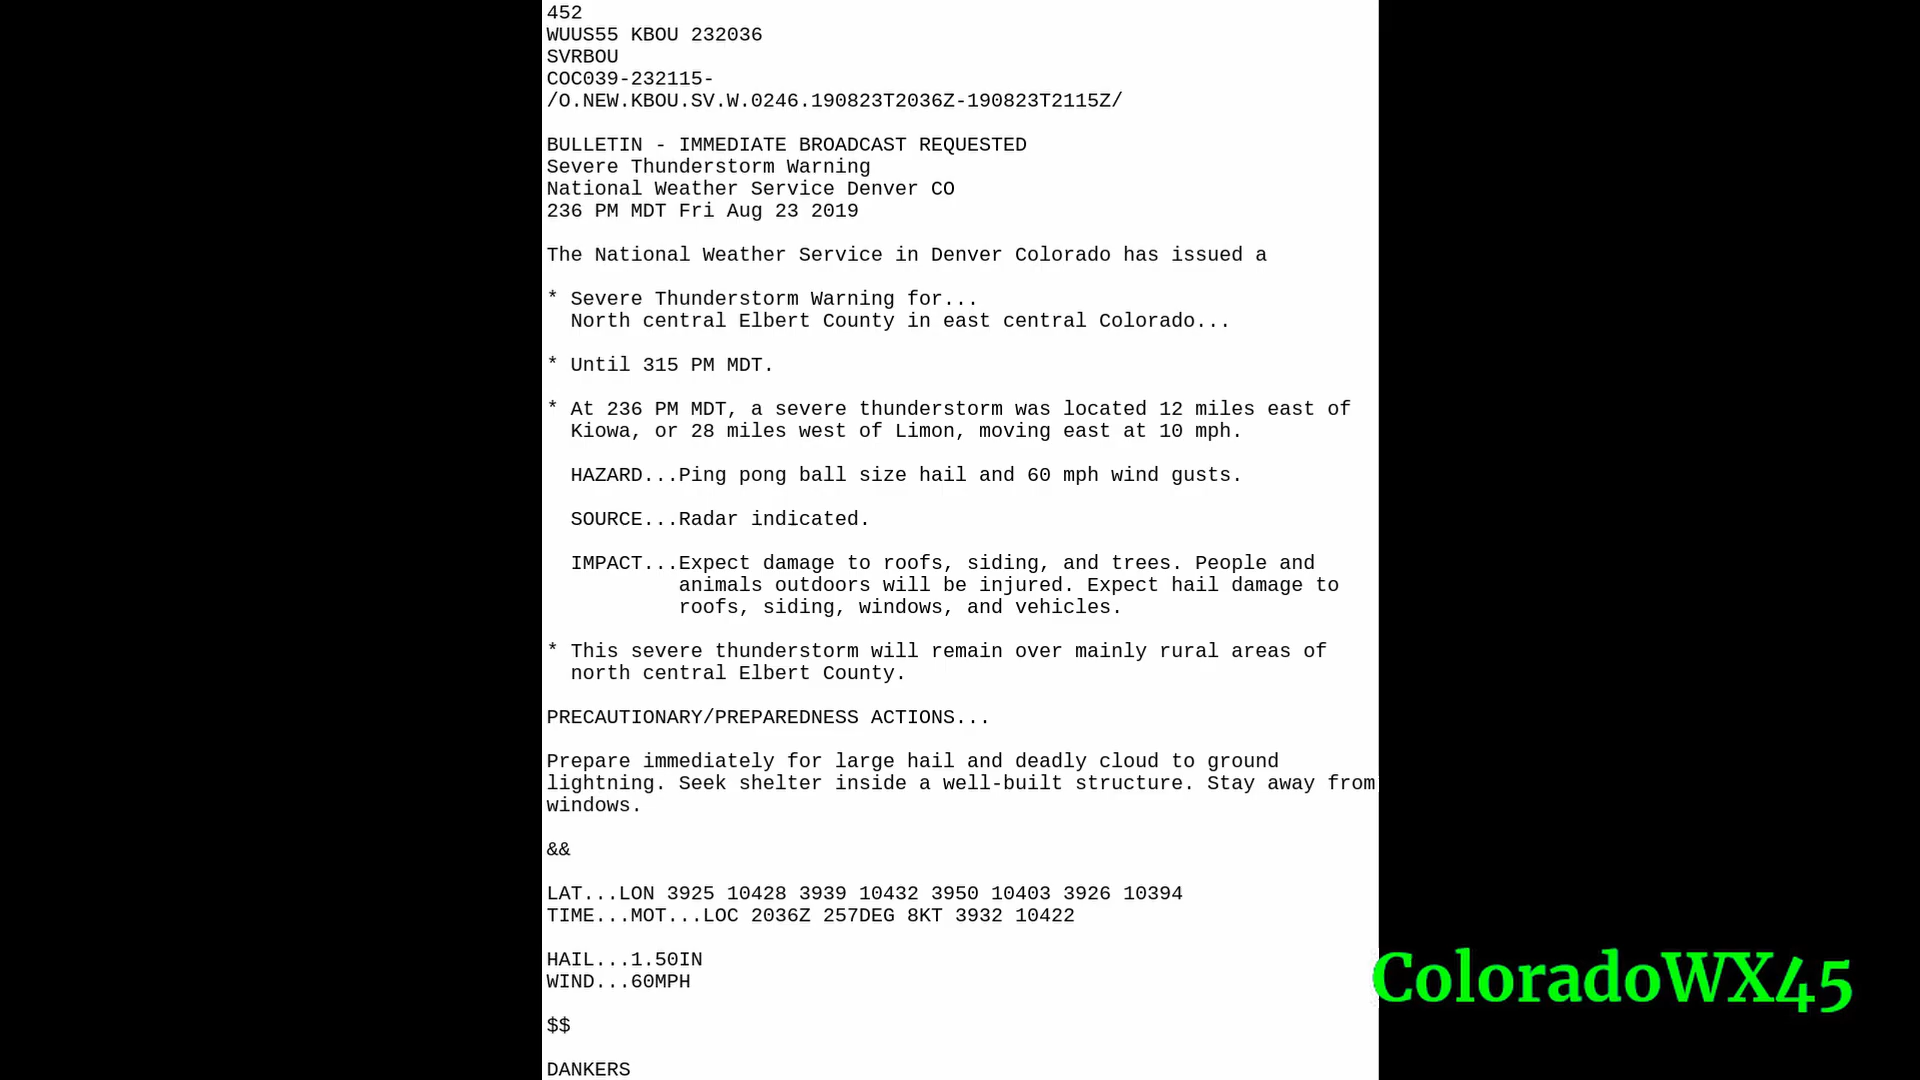 452
WUUS55 KBOU 232036
SVRBOU
COC039-232115-
/O.NEW.KBOU.SV.W.0246.190823T2036Z-190823T2115Z/

BULLETIN - IMMEDIATE BROADCAST REQUESTED
Severe Thunderstorm Warning
National Weather Service Denver CO
236 PM MDT Fri Aug 23 2019

The National Weather Service in Denver Colorado has issued a

* Severe Thunderstorm Warning for...
  North central Elbert County in east central Colorado...

* Until 315 PM MDT.

* At 236 PM MDT, a severe thunderstorm was located 12 miles east of
  Kiowa, or 28 miles west of Limon, moving east at 10 mph.

  HAZARD...Ping pong ball size hail and 60 mph wind gusts.

  SOURCE...Radar indicated.

  IMPACT...Expect damage to roofs, siding, and trees. People and
           animals outdoors will be injured. Expect hail damage to
           roofs, siding, windows, and vehicles.

* This severe thunderstorm will remain over mainly rural areas of
  north central Elbert County.

PRECAUTIONARY/PREPAREDNESS ACTIONS...

Prepare immediately for large hail and deadly cloud to ground
lightning. Seek shelter inside a well-built structure. Stay away from
windows.

&&

LAT...LON 3925 10428 3939 10432 3950 10403 3926 10394
TIME...MOT...LOC 2036Z 257DEG 8KT 3932 10422

HAIL...1.50IN
WIND...60MPH

$$

DANKERS
ColoradoWX45